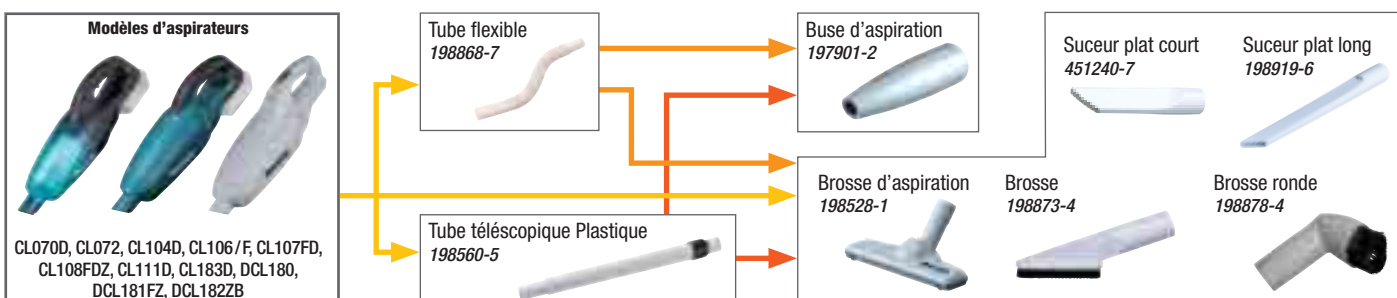 Modèles d'aspirateurs
CL070D, CL072, CL104D, CL106 / F, CL107FD,
CL108FDZ, CL111D, CL183D, DCL180,
DCL181FZ, DCL182ZB
Tube flexible
198868-7
Tube téléscopique Plastique
198560-5
Buse d'aspiration
197901-2
Suceur plat court
451240-7
Suceur plat long
198919-6
Brosse d'aspiration
198528-1
Brosse
198873-4
Brosse ronde
198878-4